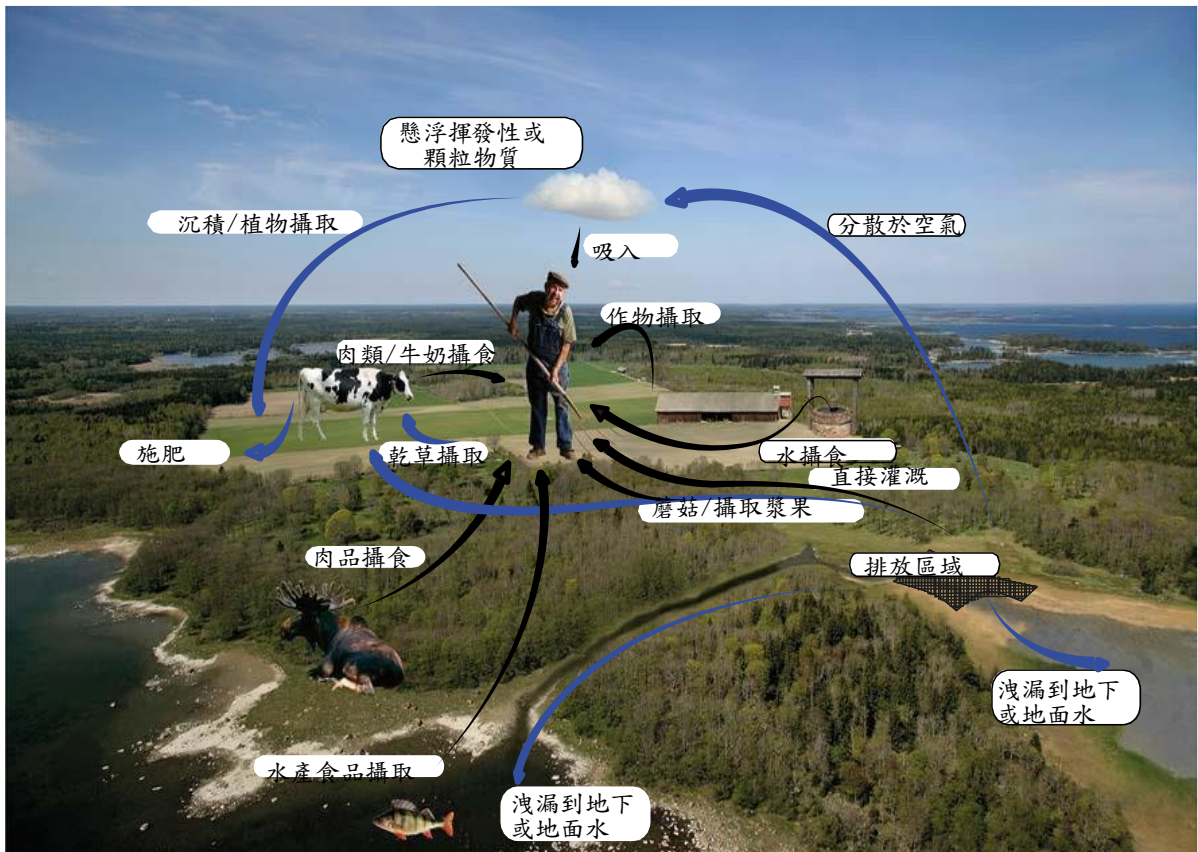 懸浮揮發性或
顆粒物質
沉積/植物攝取
分散於空氣
吸入
作物攝取
肉類/牛奶攝食
施肥
乾草攝取
水攝食
直接灌溉
蘑菇/攝取漿果
肉品攝食
排放區域
洩漏到地下
或地面水
水產食品攝取
洩漏到地下
或地面水